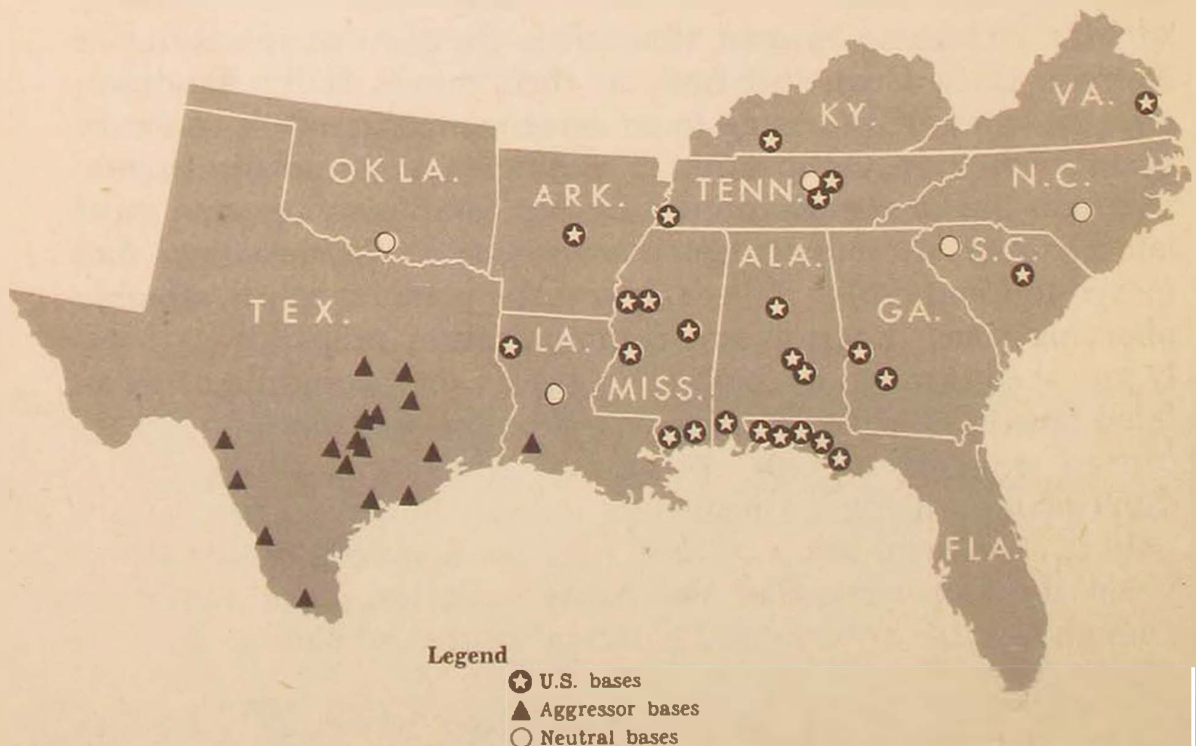 KY.
VA.
OKLA.
ARK.
TENN.
N.C.
ALA.
S.C.
TEX.
GA.
LA.
MISS.
FLA.
Legend
U.S. bases
Aggressor bases
Neutral bases